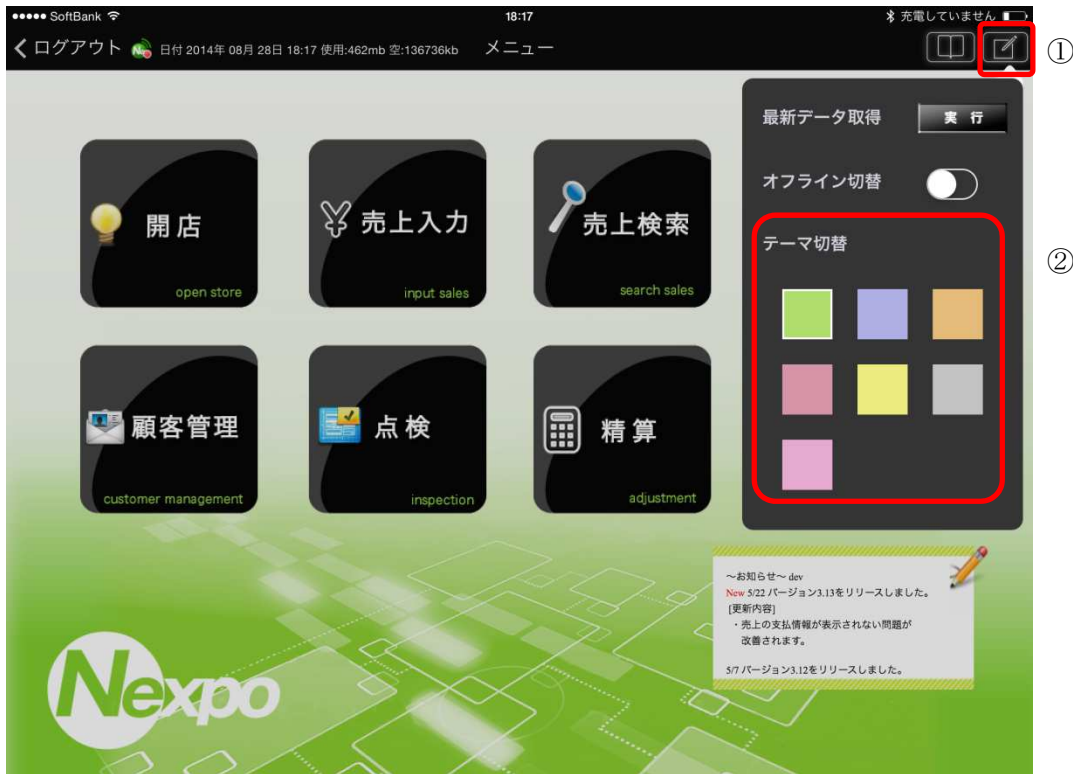 ●●●●● SoftBank 18:17 充電していません
ログアウト 日付 2014年 08月 28日 18:17 使用:462mb 空:136736kb メニュー ①
最新データ取得 実 行
オフライン切替
テーマ切替 ②
開店 売上入力 売上検索
open store input sales search sales
顧客管理 点検 精算
customer management inspection adjustment
〜お知らせ〜 dev
New 5/22 バージョン3.13をリリースしました。
[更新内容]
・売上の支払情報が表示されない問題が
改善されます。
5/7 バージョン3.12をリリースしました。
Nexpo